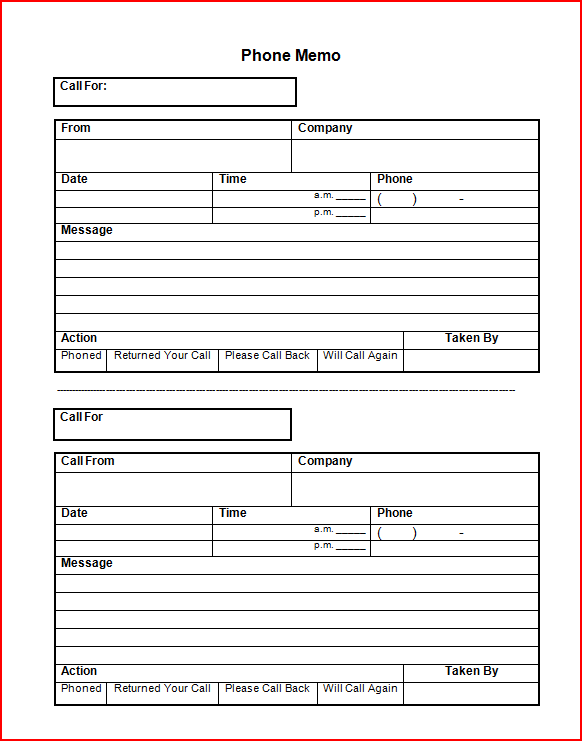 Phone Memo
Call For:
From Company
Date Time Phone
a.m. _____ ( ) -
p.m. _____
Message
Action Taken By
Phoned Returned Your Call Please Call Back Will Call Again
Call For
Call From Company
Date Time Phone
a.m. _____ ( ) -
p.m. _____
Message
Action Taken By
Phoned Returned Your Call Please Call Back Will Call Again